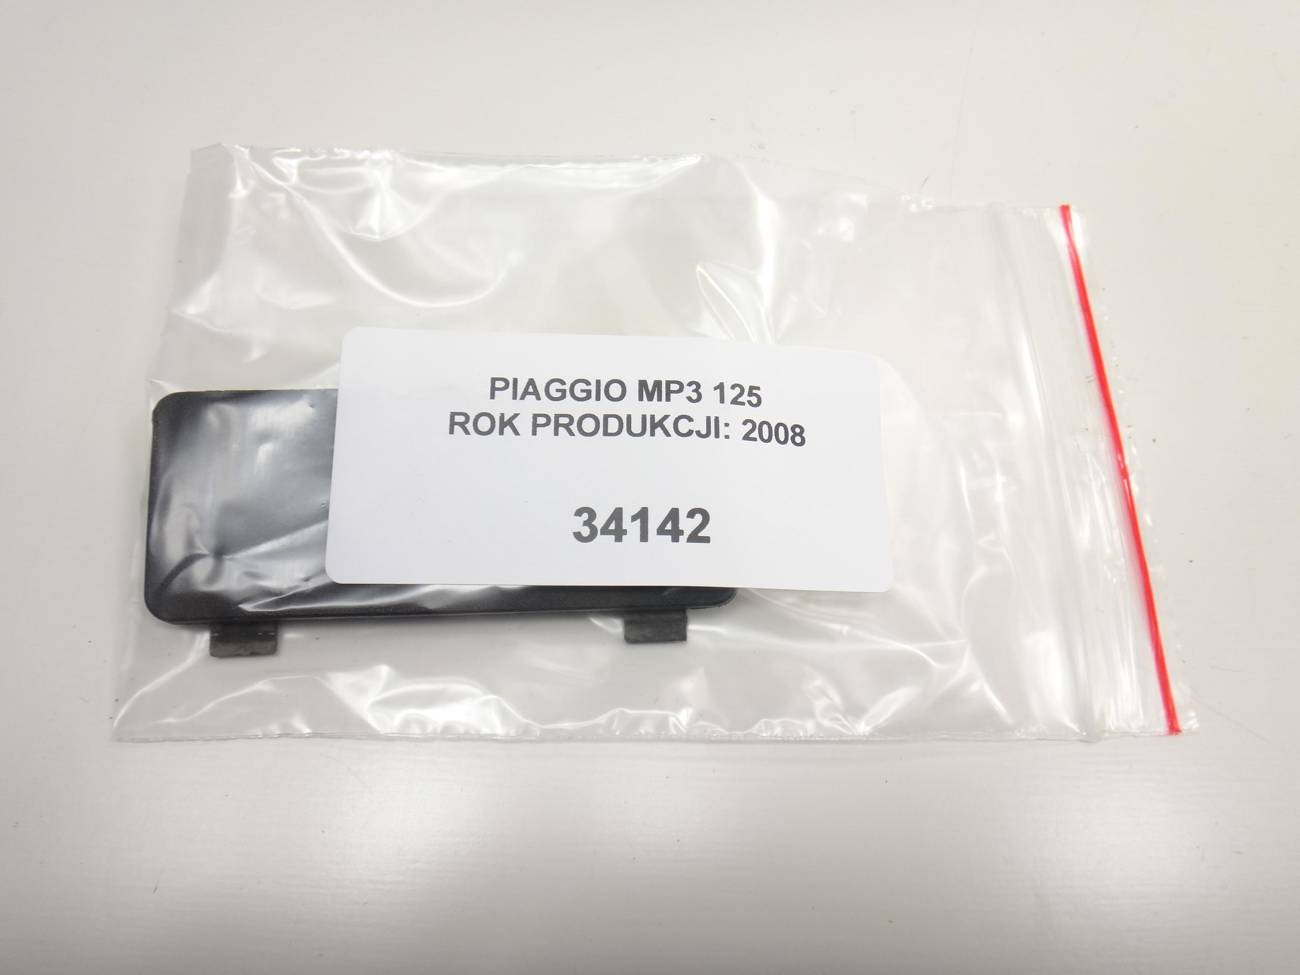 PIAGGIO MP3 125
ROK PRODUKCJI: 2008
34142